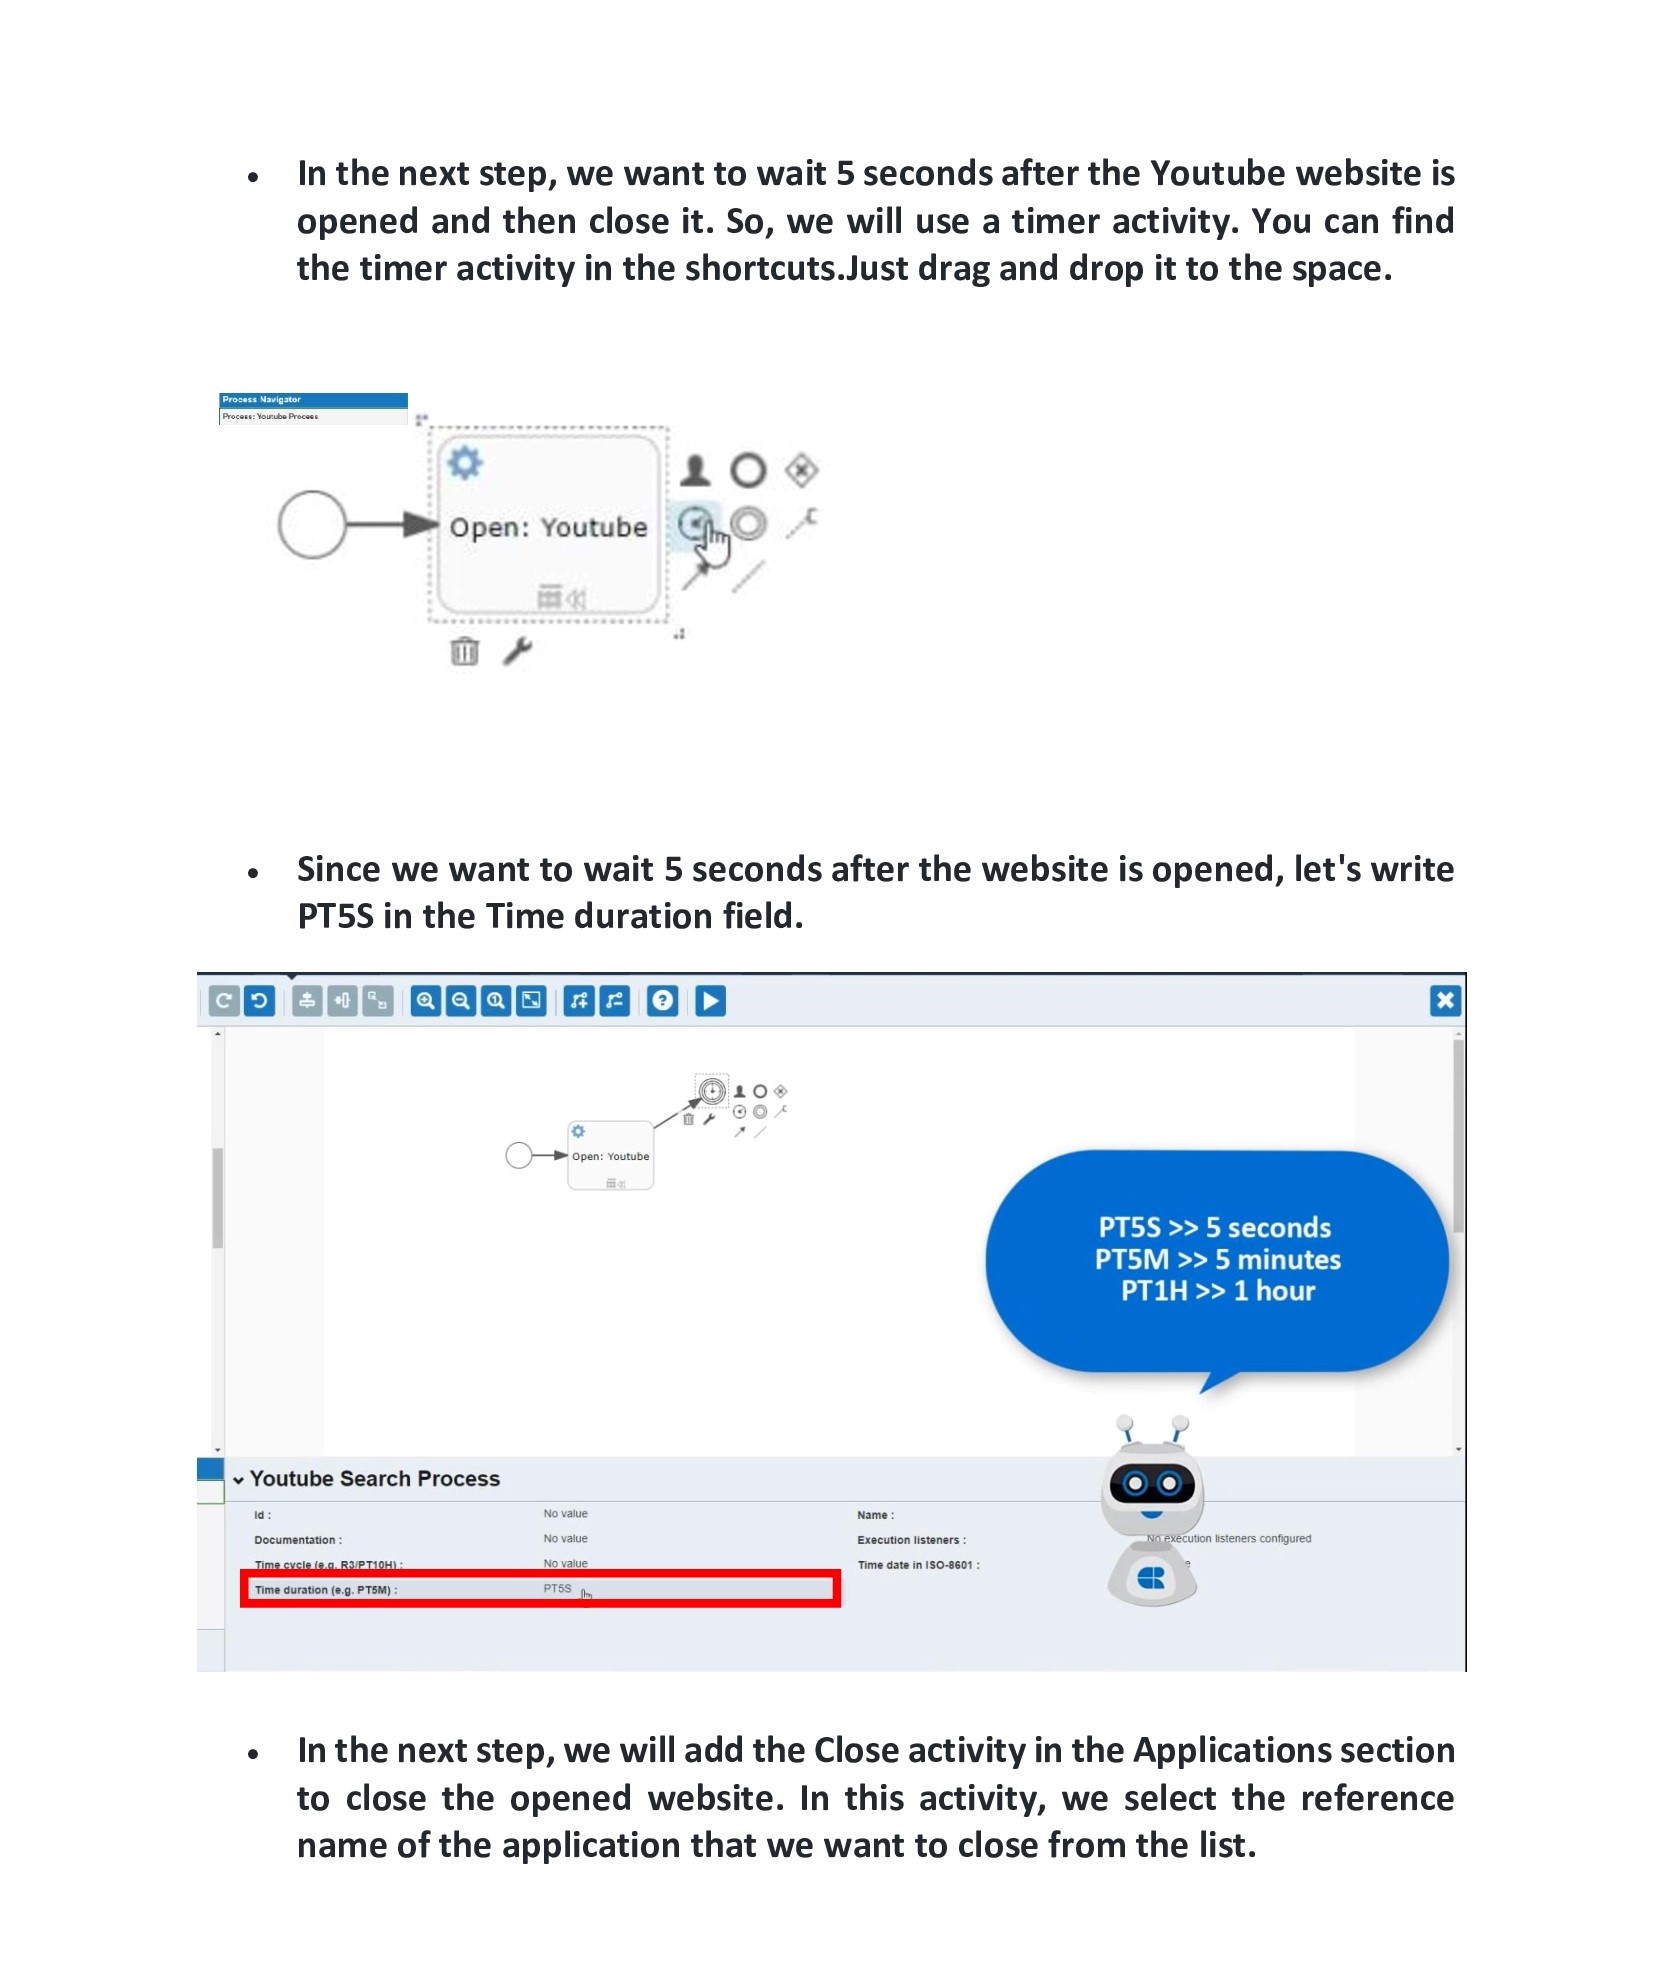 • In the next step, we want to wait 5 seconds after the Youtube website is
opened and then close it. So, we will use a timer activity. You can find
the timer activity in the shortcuts.Just drag and drop it to the space.
Process Navigator
Process: Youtube Process
Open: Youtube
• Since we want to wait 5 seconds after the website is opened, let's write
PT5S in the Time duration field.
Open: Youtube
PT5S >> 5 seconds
PT5M >> 5 minutes
PT1H >> 1 hour
Youtube Search Process
Id : No value Name :
Documentation : No value Execution listeners : No execution listeners configured
Time cycle (e.g. R3/PT10H) : No value Time date in ISO-8601 :
Time duration (e.g. PT5M) : PT5S
• In the next step, we will add the Close activity in the Applications section
to close the opened website. In this activity, we select the reference
name of the application that we want to close from the list.